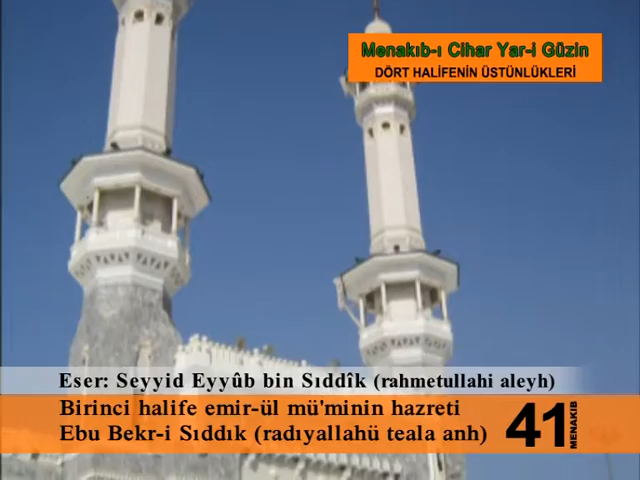 Menakıb-ı Cihar Yar-i Güzin
DÖRT HALİFENİN ÜSTÜNLÜKLERİ
Eser: Seyyid Eyyûb bin Sıddîk (rahmetullahi aleyh)
Birinci halife emir-ül mü'minin hazreti
Ebu Bekr-i Sıddık (radıyallahü teala anh)
41
MENAKIB